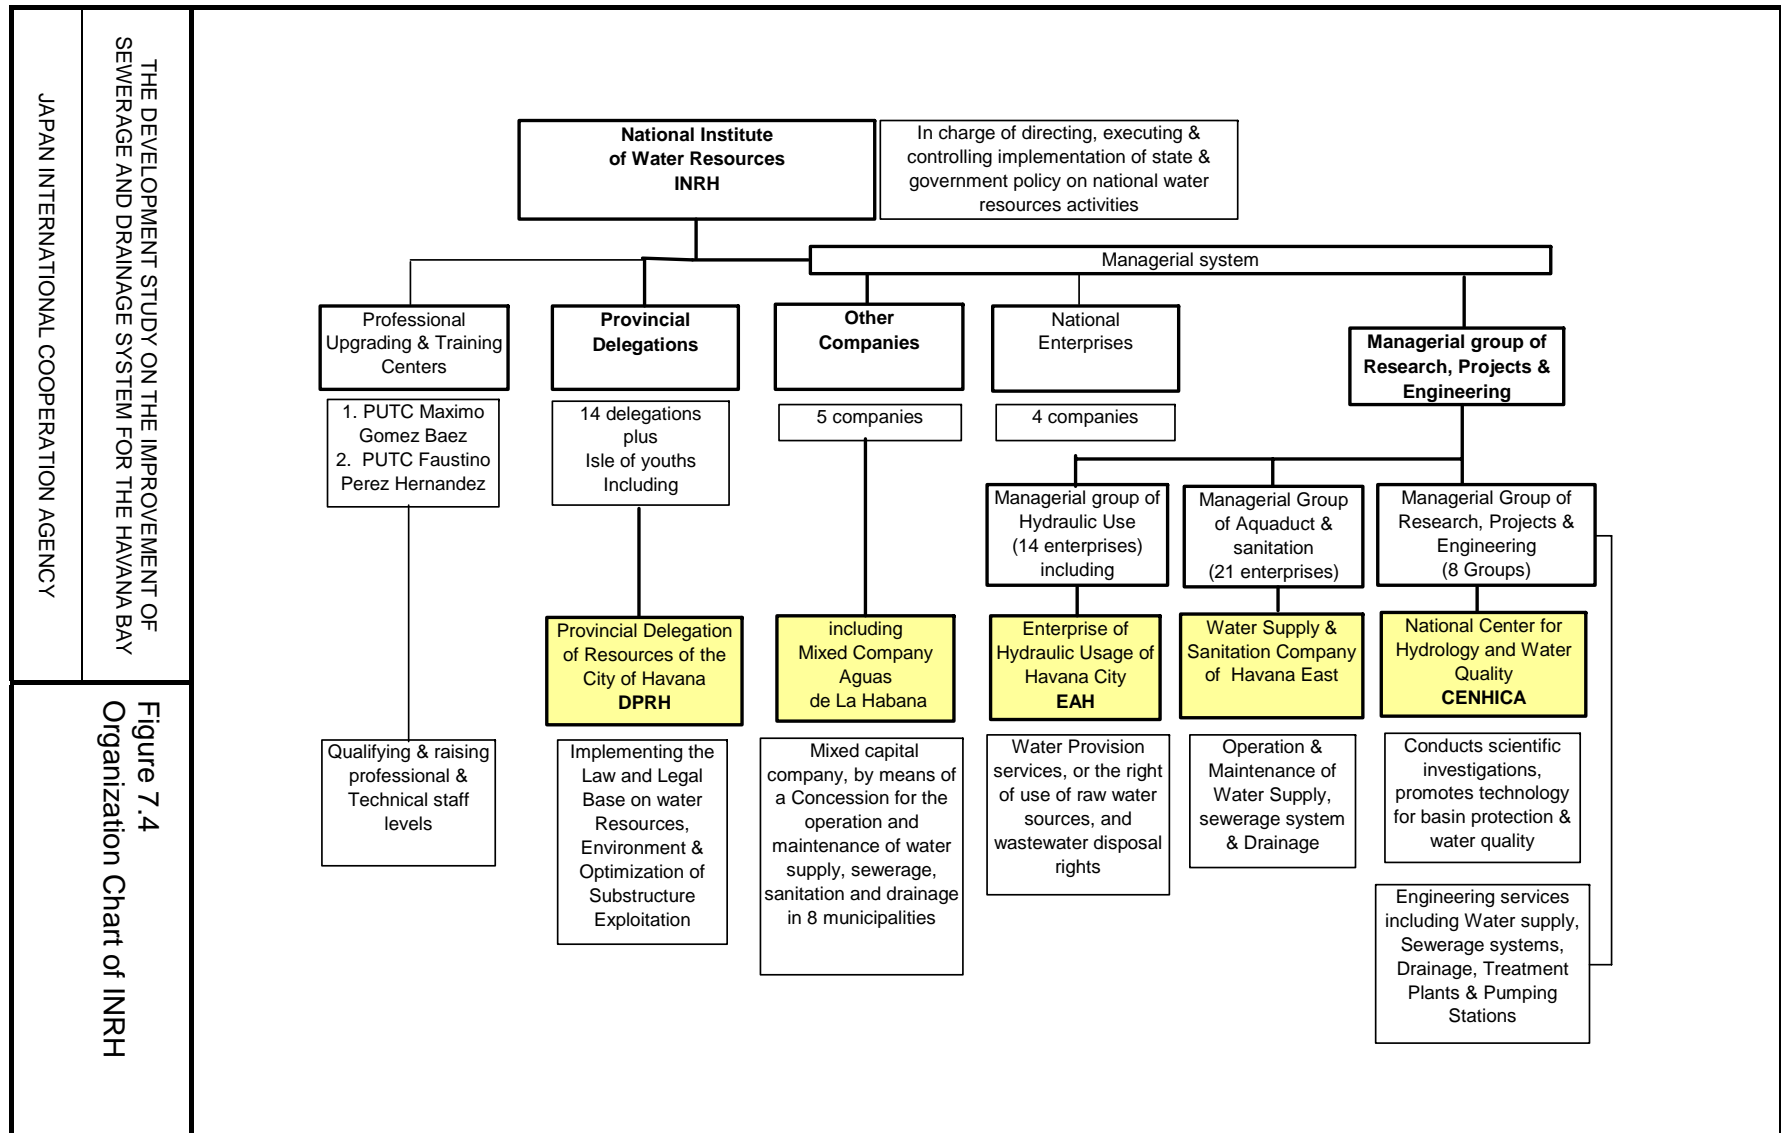 THE DEVELOPMENT STUDY ON THE IMPROVEMENT OF
SEWERAGE AND DRAINAGE SYSTEM FOR THE HAVANA BAY
JAPAN INTERNATIONAL COOPERATION AGENCY
Figure 7.4
Organization Chart of INRH
National Institute
of Water Resources
INRH
In charge of directing, executing &
controlling implementation of state &
government policy on national water
resources activities
Managerial system
Professional
Upgrading & Training
Centers
Provincial
Delegations
Other
Companies
National
Enterprises
Managerial group of
Research, Projects &
Engineering
1. PUTC Maximo
Gomez Baez
2. PUTC Faustino
Perez Hernandez
14 delegations
plus
Isle of youths
Including
5 companies
4 companies
Managerial group of
Hydraulic Use
(14 enterprises)
including
Managerial Group
of Aquaduct &
sanitation
(21 enterprises)
Managerial Group of
Research, Projects &
Engineering
(8 Groups)
Provincial Delegation
of Resources of the
City of Havana
DPRH
including
Mixed Company
Aguas
de La Habana
Enterprise of
Hydraulic Usage of
Havana City
EAH
Water Supply &
Sanitation Company
of Havana East
National Center for
Hydrology and Water
Quality
CENHICA
Qualifying & raising
professional &
Technical staff
levels
Implementing the
Law and Legal
Base on water
Resources,
Environment &
Optimization of
Substructure
Exploitation
Mixed capital
company, by means of
a Concession for the
operation and
maintenance of water
supply, sewerage,
sanitation and drainage
in 8 municipalities
Water Provision
services, or the right
of use of raw water
sources, and
wastewater disposal
rights
Operation &
Maintenance of
Water Supply,
sewerage system
& Drainage
Conducts scientific
investigations,
promotes technology
for basin protection &
water quality
Engineering services
including Water supply,
Sewerage systems,
Drainage, Treatment
Plants & Pumping
Stations